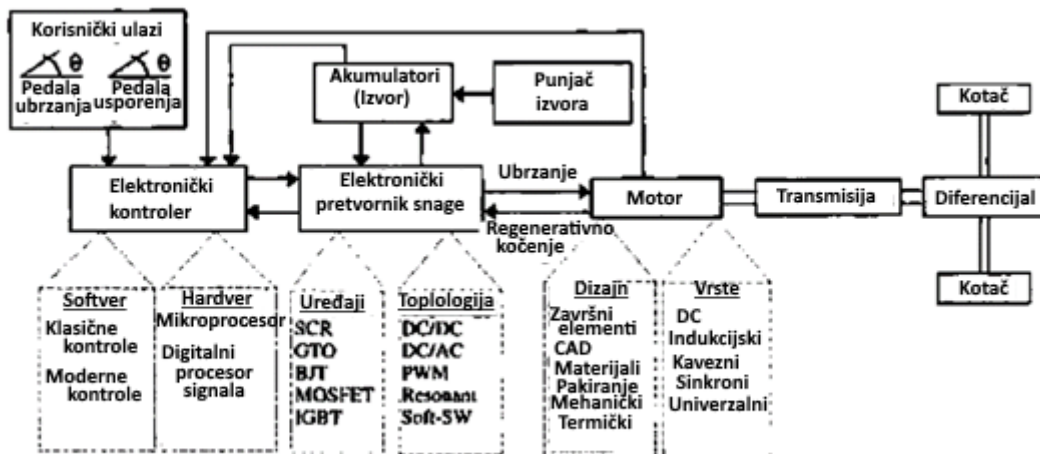 Korisnički ulazi
θ θ
Pedala
ubrzanja
Pedala
usporenja
Akumulatori
(Izvor)
Punjač
izvora
Kotač
Elektronički
kontroler
Elektronički
pretvornik snage
Ubrzanje
Regenerativno
kočenje
Motor
Transmisija
Diferencijal
Kotač
Softver
Klasične
kontrole
Moderne
kontrole
Hardver
Mikroprocesor
Digitalni
procesor
signala
Uređaji
SCR
GTO
BJT
MOSFET
IGBT
Toplologija
DC/DC
DC/AC
PWM
Resonant
Soft-SW
Dizajn
Završni
elementi
CAD
Materijali
Pakiranje
Mehanički
Termički
Vrste
DC
Indukcijski
Kavezni
Sinkroni
Univerzalni